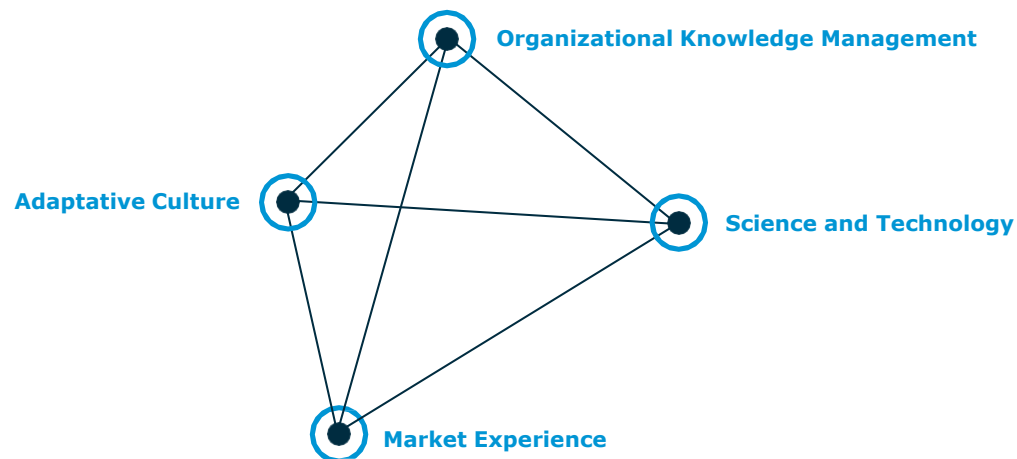 Organizational Knowledge Management
Adaptative Culture
Science and Technology
Market Experience